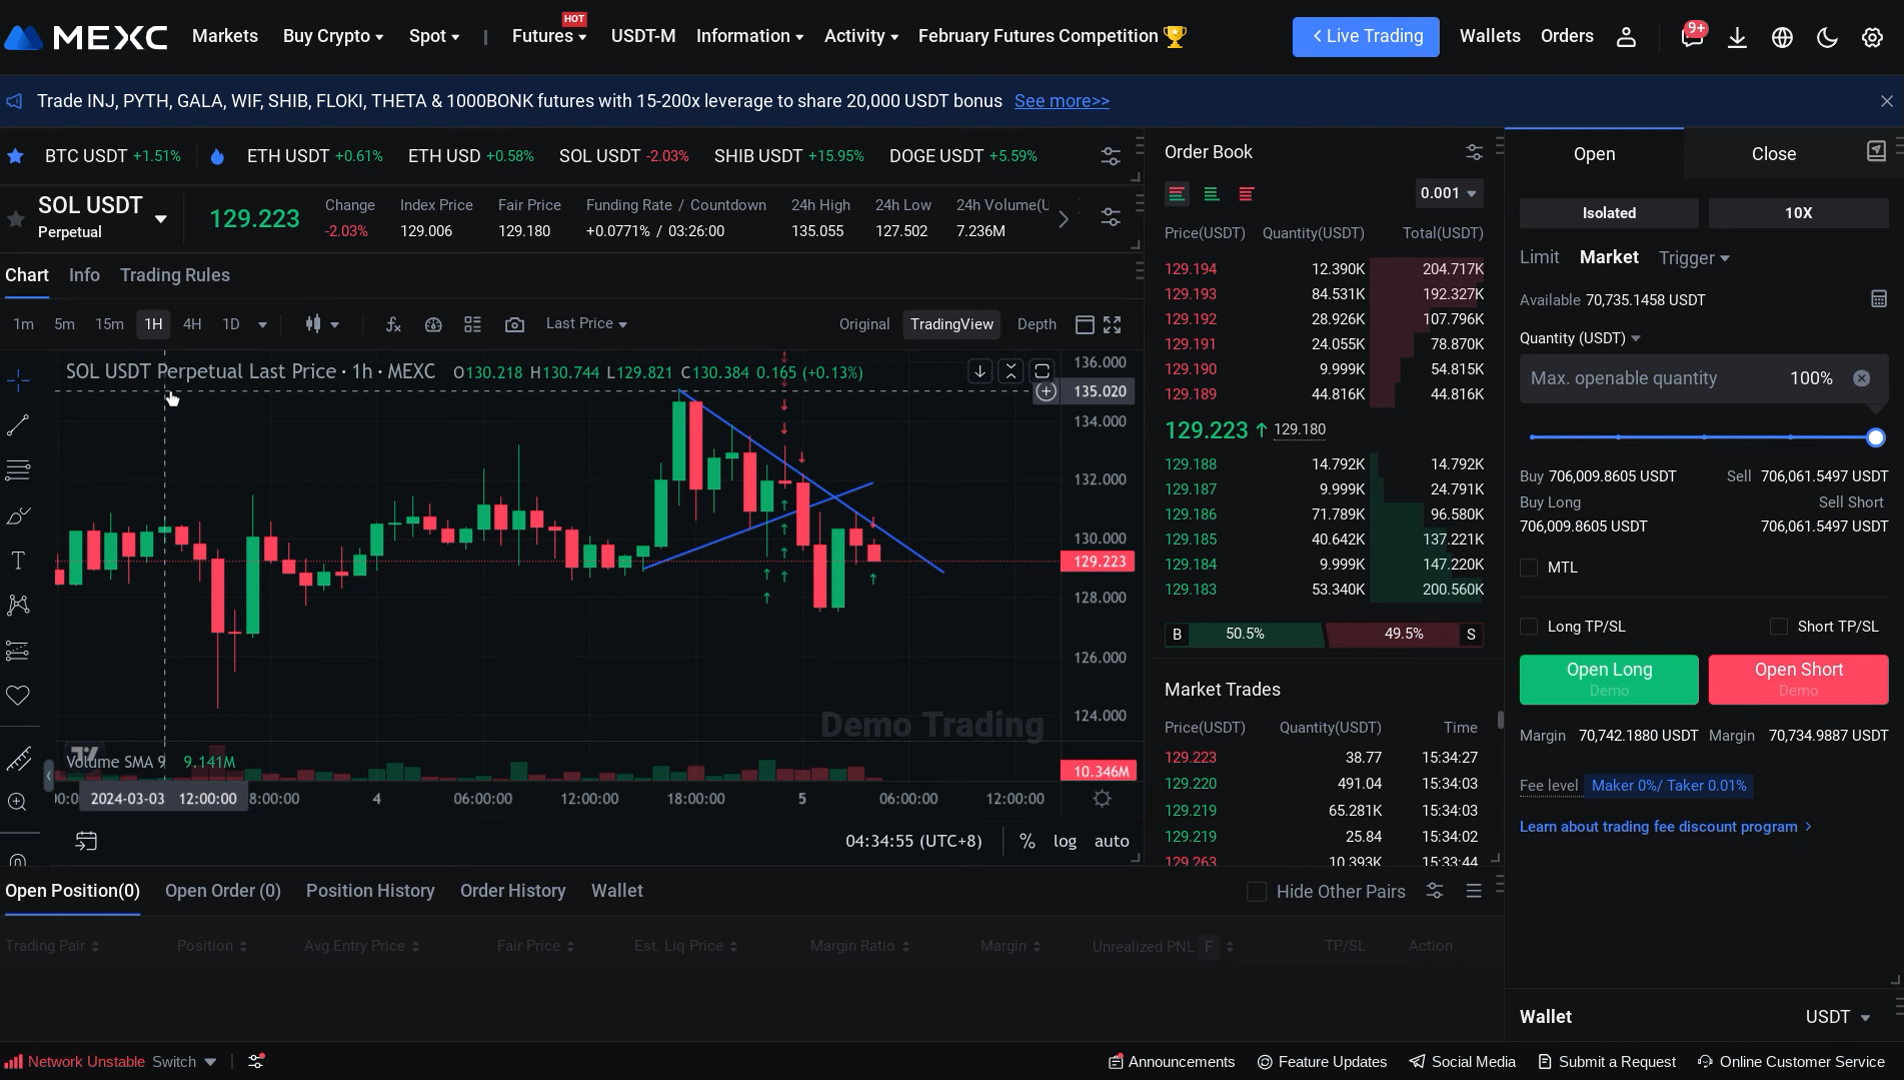 MEXC Markets Buy Crypto Spot | Futures HOT USDT-M Information Activity February Futures Competition Live Trading Wallets Orders 9+
Trade INJ, PYTH, GALA, WIF, SHIB, FLOKI, THETA & 1000BONK futures with 15-200x leverage to share 20,000 USDT bonus See more>>
BTC USDT +1.51% ETH USDT +0.61% ETH USD +0.58% SOL USDT -2.03% SHIB USDT +15.95% DOGE USDT +5.59%
SOL USDT
Perpetual
129.223
Change
-2.03%
Index Price
129.006
Fair Price
129.180
Funding Rate / Countdown
+0.0771% / 03:26:00
24h High
135.055
24h Low
127.502
24h Volume(U
7.236M
Chart Info Trading Rules
1m 5m 15m 1H 4H 1D Last Price Original TradingView Depth
SOL USDT Perpetual Last Price · 1h · MEXC O130.218 H130.744 L129.821 C130.384 0.165 (+0.13%)
136.000
135.020
134.000
132.000
130.000
129.223
128.000
126.000
124.000
Demo Trading
Volume SMA 9 9.141M
10.346M
2024-03-03 12:00:00 8:00:00 4 06:00:00 12:00:00 18:00:00 5 06:00:00 12:00:00
04:34:55 (UTC+8) % log auto
Order Book
0.001
Price(USDT) Quantity(USDT) Total(USDT)
129.194 12.390K 204.717K
129.193 84.531K 192.327K
129.192 28.926K 107.796K
129.191 24.055K 78.870K
129.190 9.999K 54.815K
129.189 44.816K 44.816K
129.223 ↑ 129.180
129.188 14.792K 14.792K
129.187 9.999K 24.791K
129.186 71.789K 96.580K
129.185 40.642K 137.221K
129.184 9.999K 147.220K
129.183 53.340K 200.560K
B 50.5% 49.5% S
Market Trades
Price(USDT) Quantity(USDT) Time
129.223 38.77 15:34:27
129.220 491.04 15:34:03
129.219 65.281K 15:34:03
129.219 25.84 15:34:02
129.263 10.393K 15:33:44
Open Close
Isolated 10X
Limit Market Trigger
Available 70,735.1458 USDT
Quantity (USDT)
Max. openable quantity 100%
Buy 706,009.8605 USDT Sell 706,061.5497 USDT
Buy Long Sell Short
706,009.8605 USDT 706,061.5497 USDT
MTL
Long TP/SL Short TP/SL
Open Long Open Short
Demo Demo
Margin 70,742.1880 USDT Margin 70,734.9887 USDT
Fee level Maker 0%/ Taker 0.01%
Learn about trading fee discount program >
Open Position(0) Open Order (0) Position History Order History Wallet Hide Other Pairs
Trading Pair Position Avg Entry Price Fair Price Est. Liq Price Margin Ratio Margin Unrealized PNL F TP/SL Action
Wallet USDT
Network Unstable Switch Announcements Feature Updates Social Media Submit a Request Online Customer Service